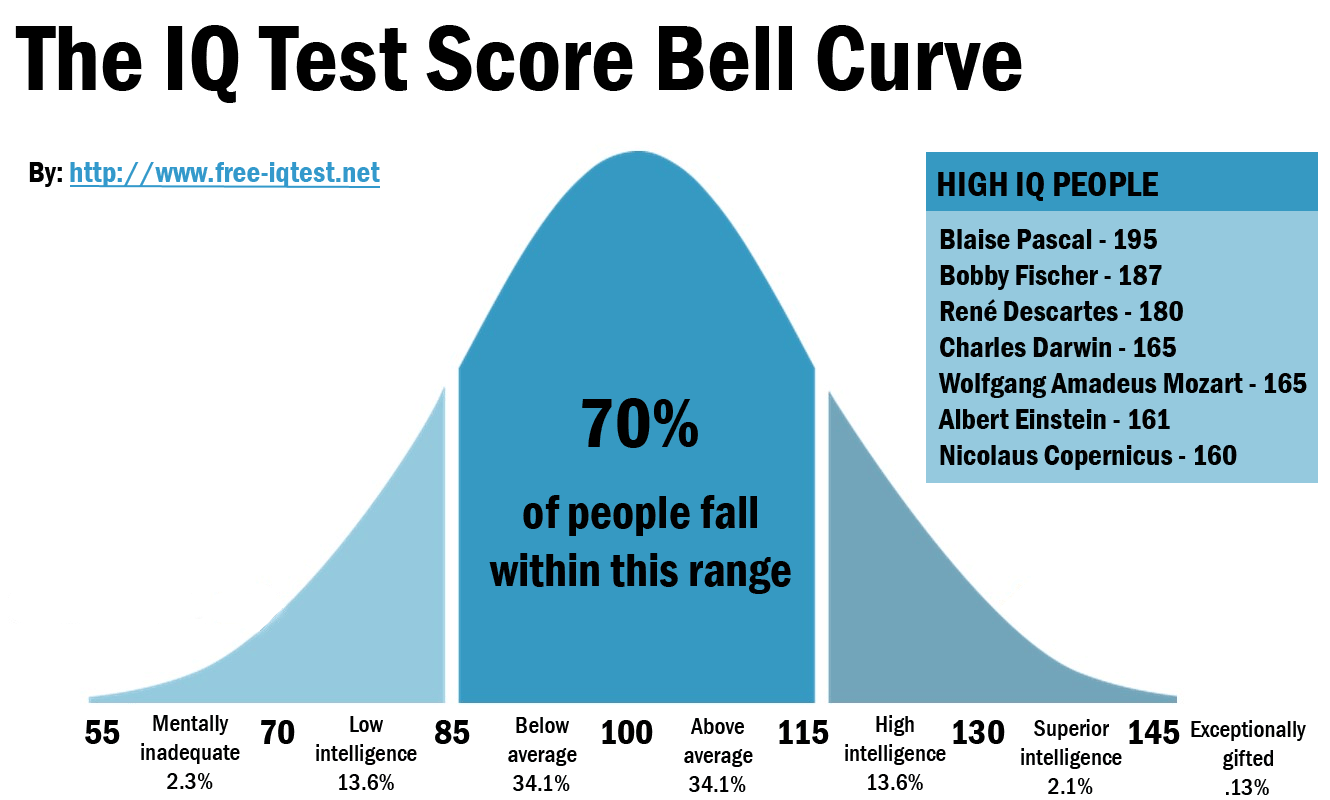 The IQ Test Score Bell Curve
By: http://www.free-iqtest.net
HIGH IQ PEOPLE
Blaise Pascal - 195
Bobby Fischer - 187
René Descartes - 180
Charles Darwin - 165
Wolfgang Amadeus Mozart - 165
Albert Einstein - 161
Nicolaus Copernicus - 160
70%
of people fall
within this range
55
Mentally
inadequate
2.3%
70
Low
intelligence
13.6%
85
Below
average
34.1%
100
Above
average
34.1%
115
High
intelligence
13.6%
130
Superior
intelligence
2.1%
145
Exceptionally
gifted
.13%